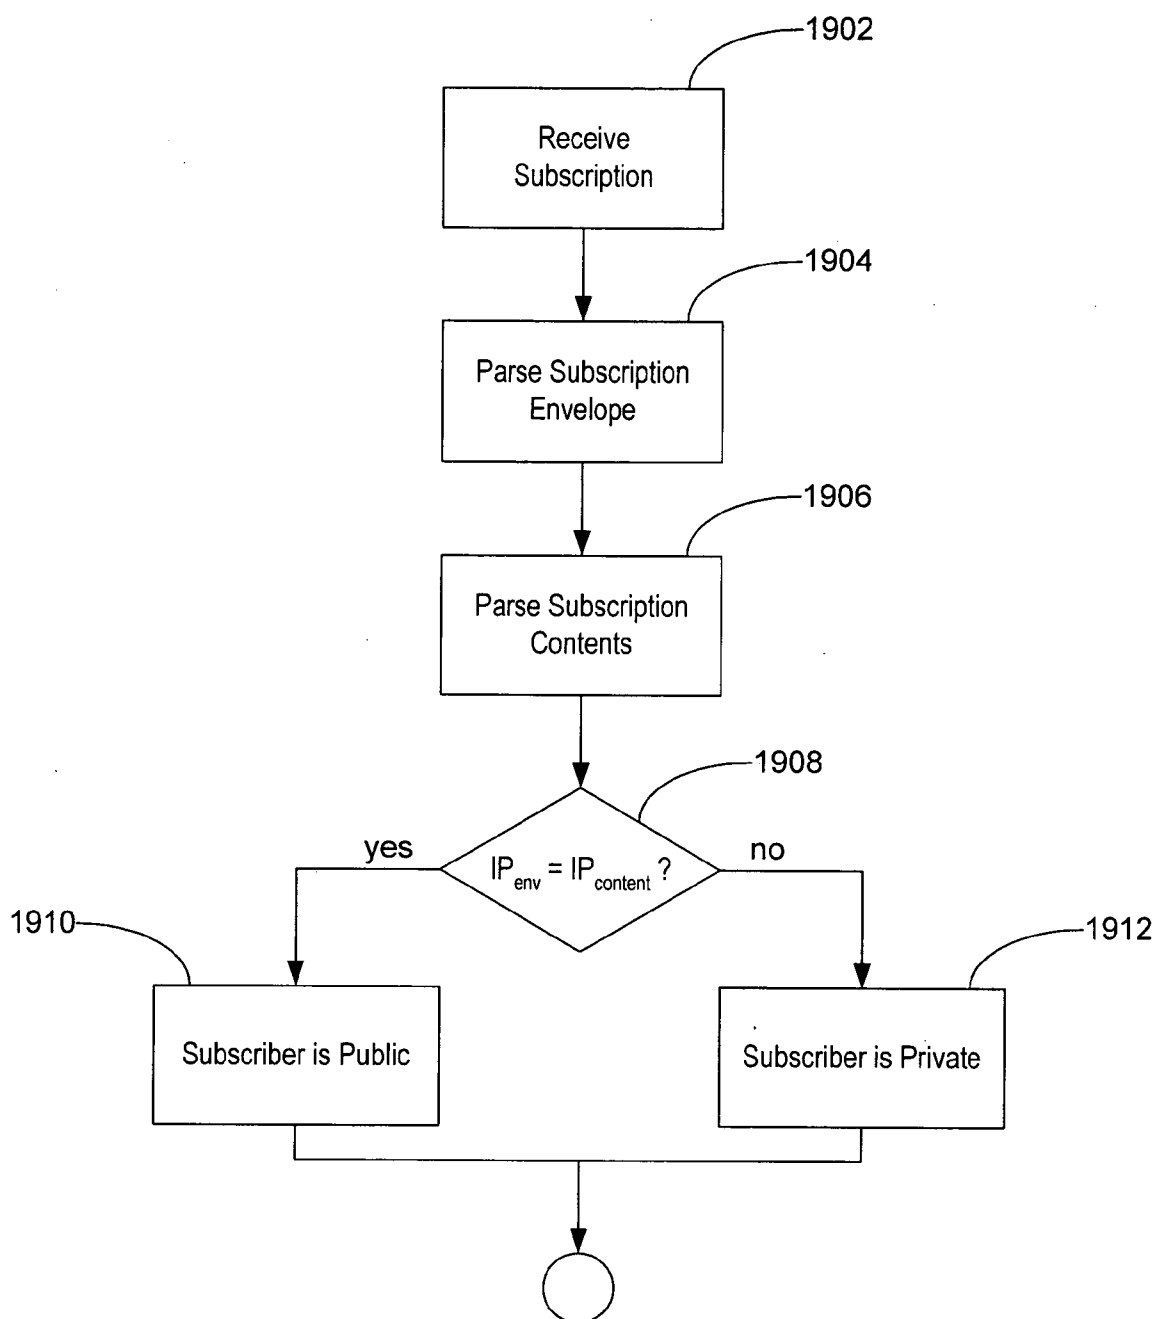 1902
Receive
Subscription
1904
Parse Subscription
Envelope
1906
Parse Subscription
Contents
1908
yes
IPenv = IPcontent ?
no
1910
1912
Subscriber is Public
Subscriber is Private